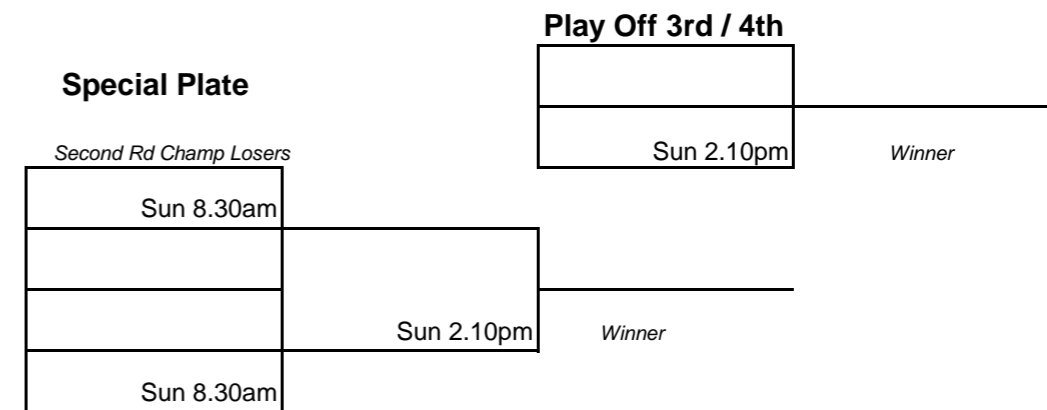 Play Off 3rd / 4th
Special Plate
Second Rd Champ Losers
Sun 2.10pm
Winner
Sun 8.30am
Sun 2.10pm
Winner
Sun 8.30am